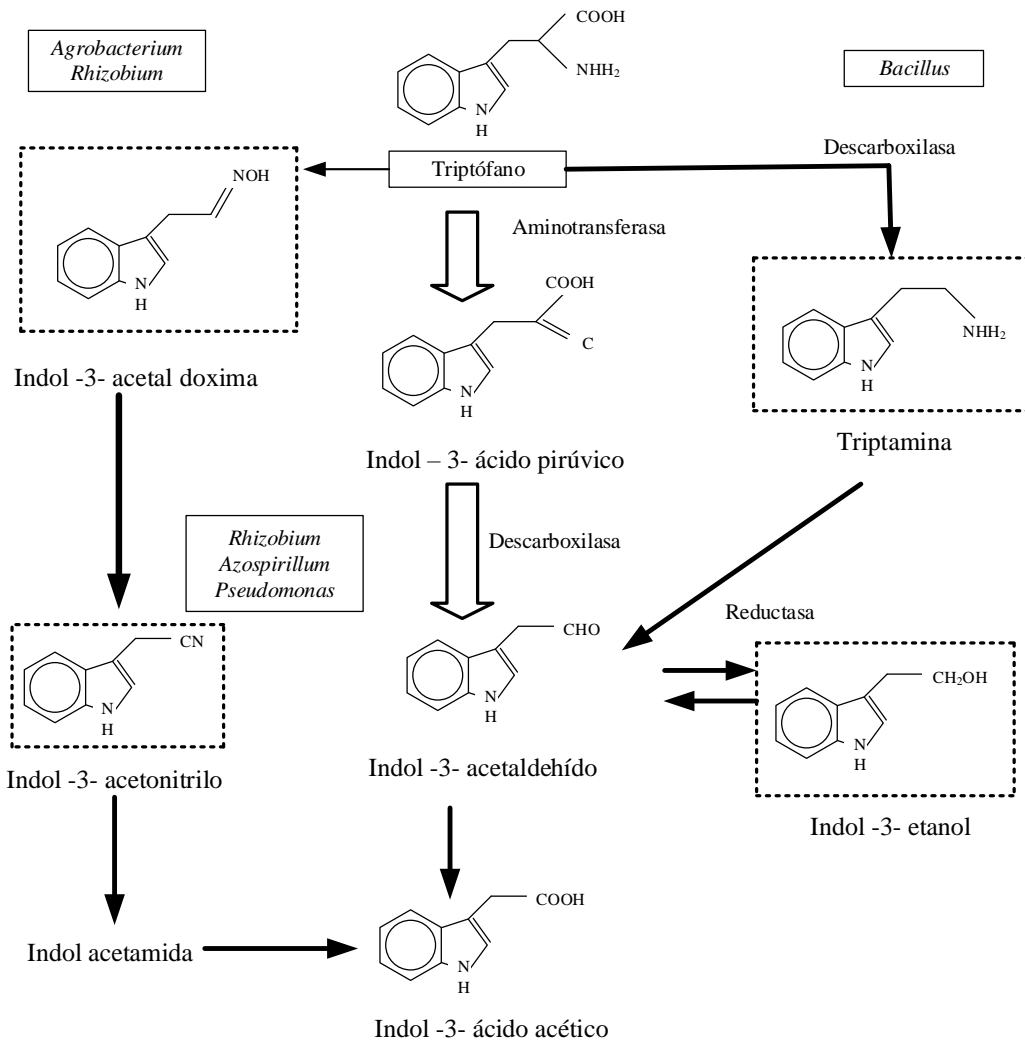 Agrobacterium
Rhizobium
COOH
NHH₂
N
H
Bacillus
Descarboxilasa
Triptófano
NOH
N
H
Aminotransferasa
COOH
C
N
H
NHH₂
N
H
Indol -3- acetal doxima
Indol – 3- ácido pirúvico
Triptamina
Rhizobium
Azospirillum
Pseudomonas
Descarboxilasa
Reductasa
CN
N
H
CHO
N
H
CH₂OH
N
H
Indol -3- acetonitrilo
Indol -3- acetaldehído
Indol -3- etanol
COOH
N
H
Indol acetamida
Indol -3- ácido acético